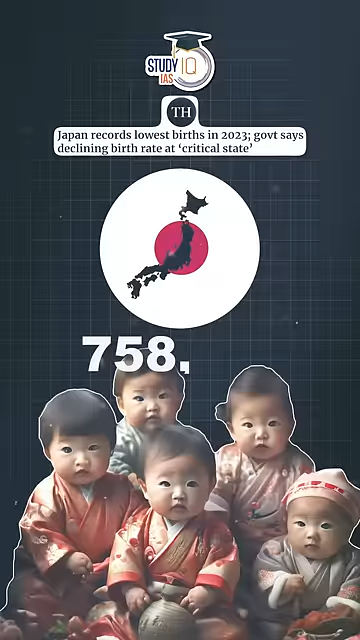 STUDY IQ
IAS
TH
Japan records lowest births in 2023; govt says
declining birth rate at ‘critical state’
758,